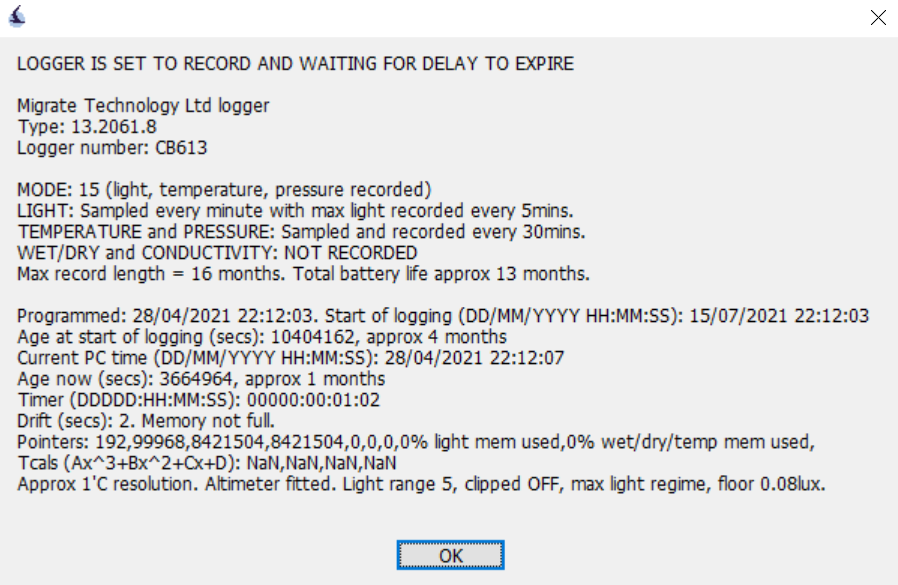 LOGGER IS SET TO RECORD AND WAITING FOR DELAY TO EXPIRE
Migrate Technology Ltd logger
Type: 13.2061.8
Logger number: CB613
MODE: 15 (light, temperature, pressure recorded)
LIGHT: Sampled every minute with max light recorded every 5mins.
TEMPERATURE and PRESSURE: Sampled and recorded every 30mins.
WET/DRY and CONDUCTIVITY: NOT RECORDED
Max record length = 16 months. Total battery life approx 13 months.
Programmed: 28/04/2021 22:12:03. Start of logging (DD/MM/YYYY HH:MM:SS): 15/07/2021 22:12:03
Age at start of logging (secs): 10404162, approx 4 months
Current PC time (DD/MM/YYYY HH:MM:SS): 28/04/2021 22:12:07
Age now (secs): 3664964, approx 1 months
Timer (DDDDD:HH:MM:SS): 00000:00:01:02
Drift (secs): 2. Memory not full.
Pointers: 192,99968,8421504,8421504,0,0,0,0% light mem used,0% wet/dry/temp mem used,
Tcals (Ax^3+Bx^2+Cx+D): NaN,NaN,NaN,NaN
Approx 1'C resolution. Altimeter fitted. Light range 5, clipped OFF, max light regime, floor 0.08lux.
OK